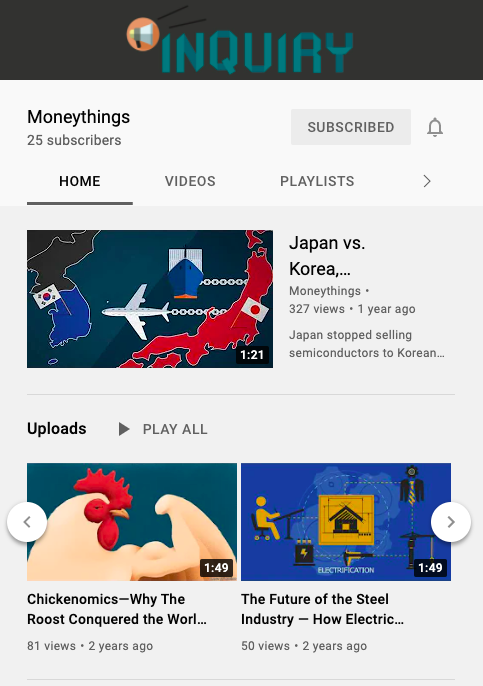 INQUIRY
Moneythings
25 subscribers
SUBSCRIBED
HOME
VIDEOS
PLAYLISTS
1:21
Japan vs.
Korea,...
Moneythings •
327 views • 1 year ago
Japan stopped selling
semiconductors to Korean...
Uploads
PLAY ALL
1:49
ELECTRIFICATION
1:49
Chickenomics—Why The
Roost Conquered the Worl...
81 views • 2 years ago
The Future of the Steel
Industry — How Electric...
50 views • 2 years ago